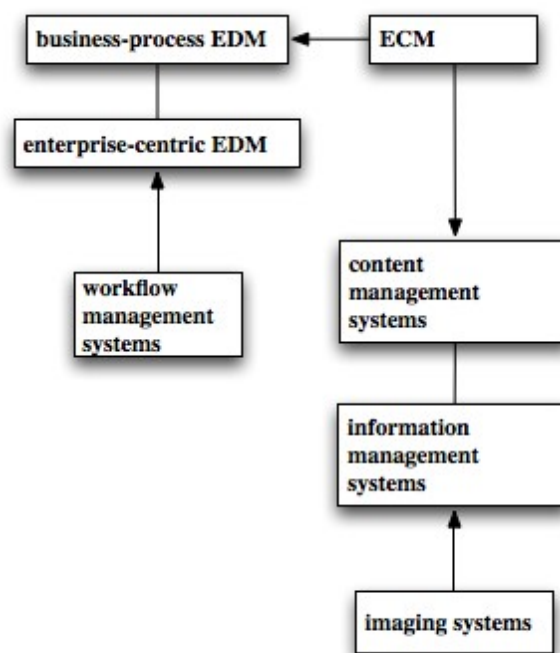 business-process EDM
ECM
enterprise-centric EDM
workflow
management
systems
content
management
systems
information
management
systems
imaging systems